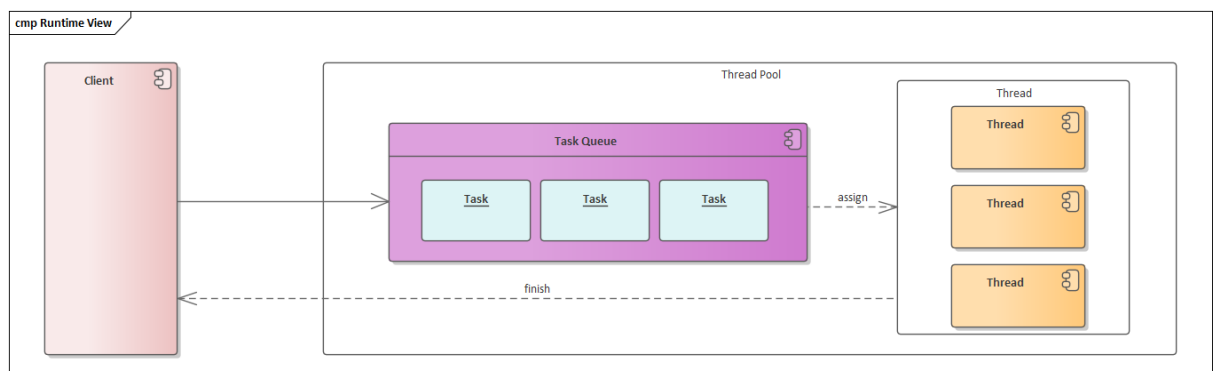 cmp Runtime View
Client
Thread Pool
Task Queue
Task
Task
Task
assign
Thread
Thread
Thread
Thread
finish